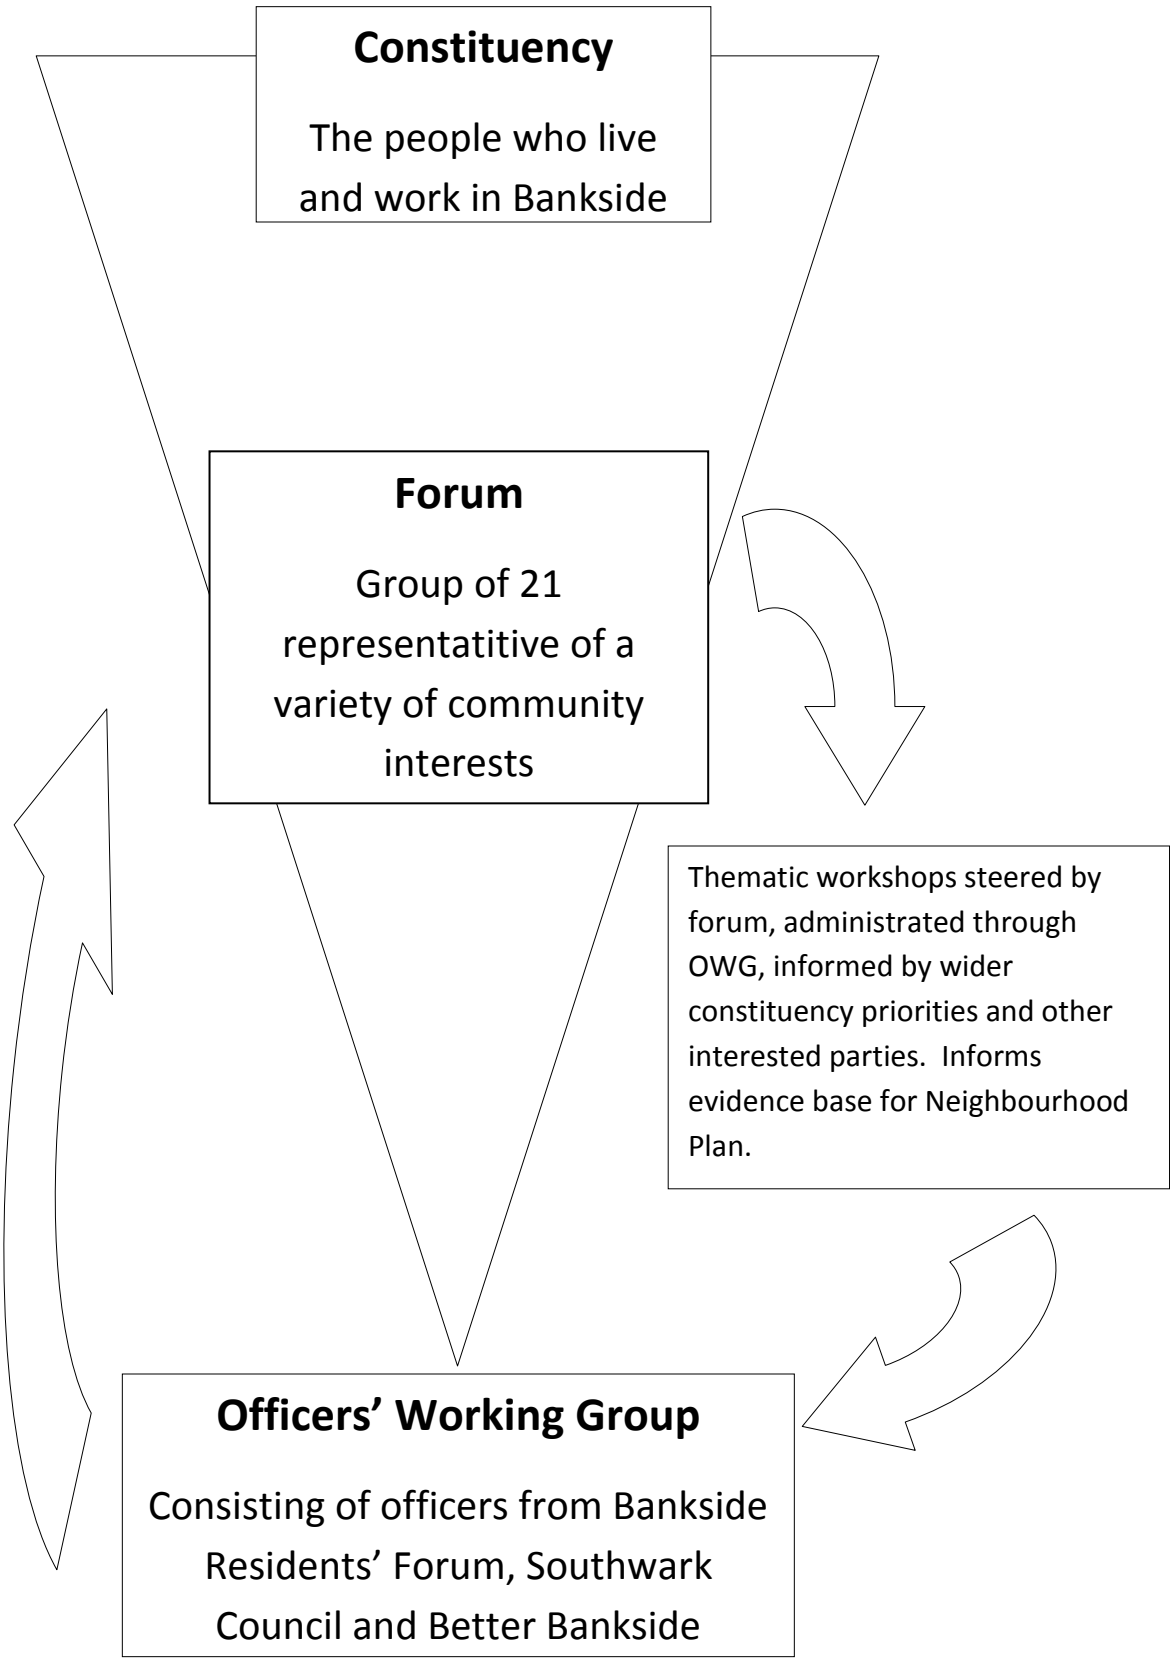 Constituency
The people who live
and work in Bankside
Forum
Group of 21
representatitive of a
variety of community
interests
Thematic workshops steered by
forum, administrated through
OWG, informed by wider
constituency priorities and other
interested parties.  Informs
evidence base for Neighbourhood
Plan.
Officers’ Working Group
Consisting of officers from Bankside
Residents’ Forum, Southwark
Council and Better Bankside